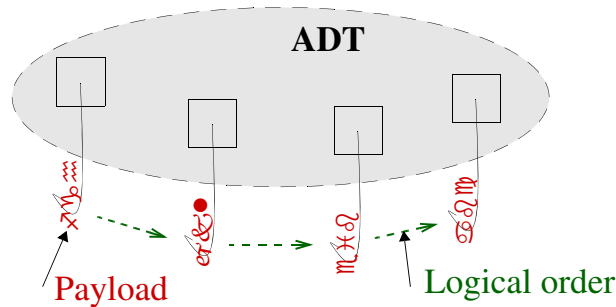 ADT
♐♑♒
🙰🙵●
♏♓♌
♋♌♍
Payload
Logical order